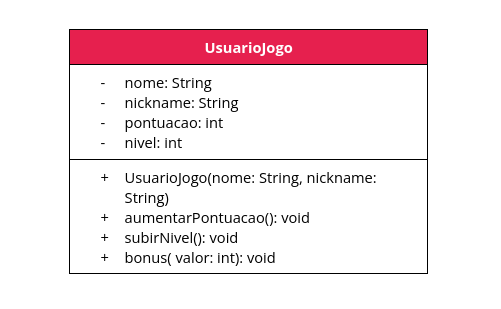 UsuarioJogo
- nome: String
- nickname: String
- pontuacao: int
- nivel: int
+ UsuarioJogo(nome: String, nickname:
String)
+ aumentarPontuacao(): void
+ subirNivel(): void
+ bonus( valor: int): void